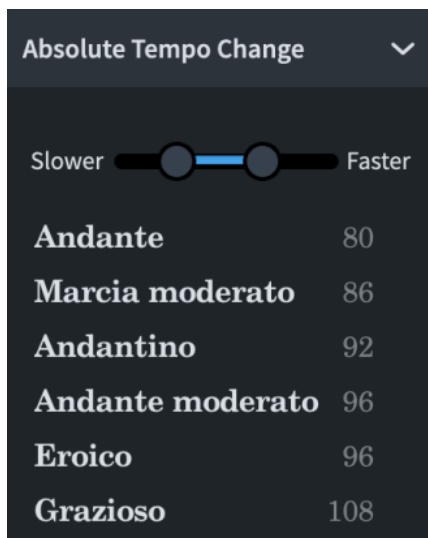 Absolute Tempo Change
Slower Faster
Andante 80
Marcia moderato 86
Andantino 92
Andante moderato 96
Eroico 96
Grazioso 108